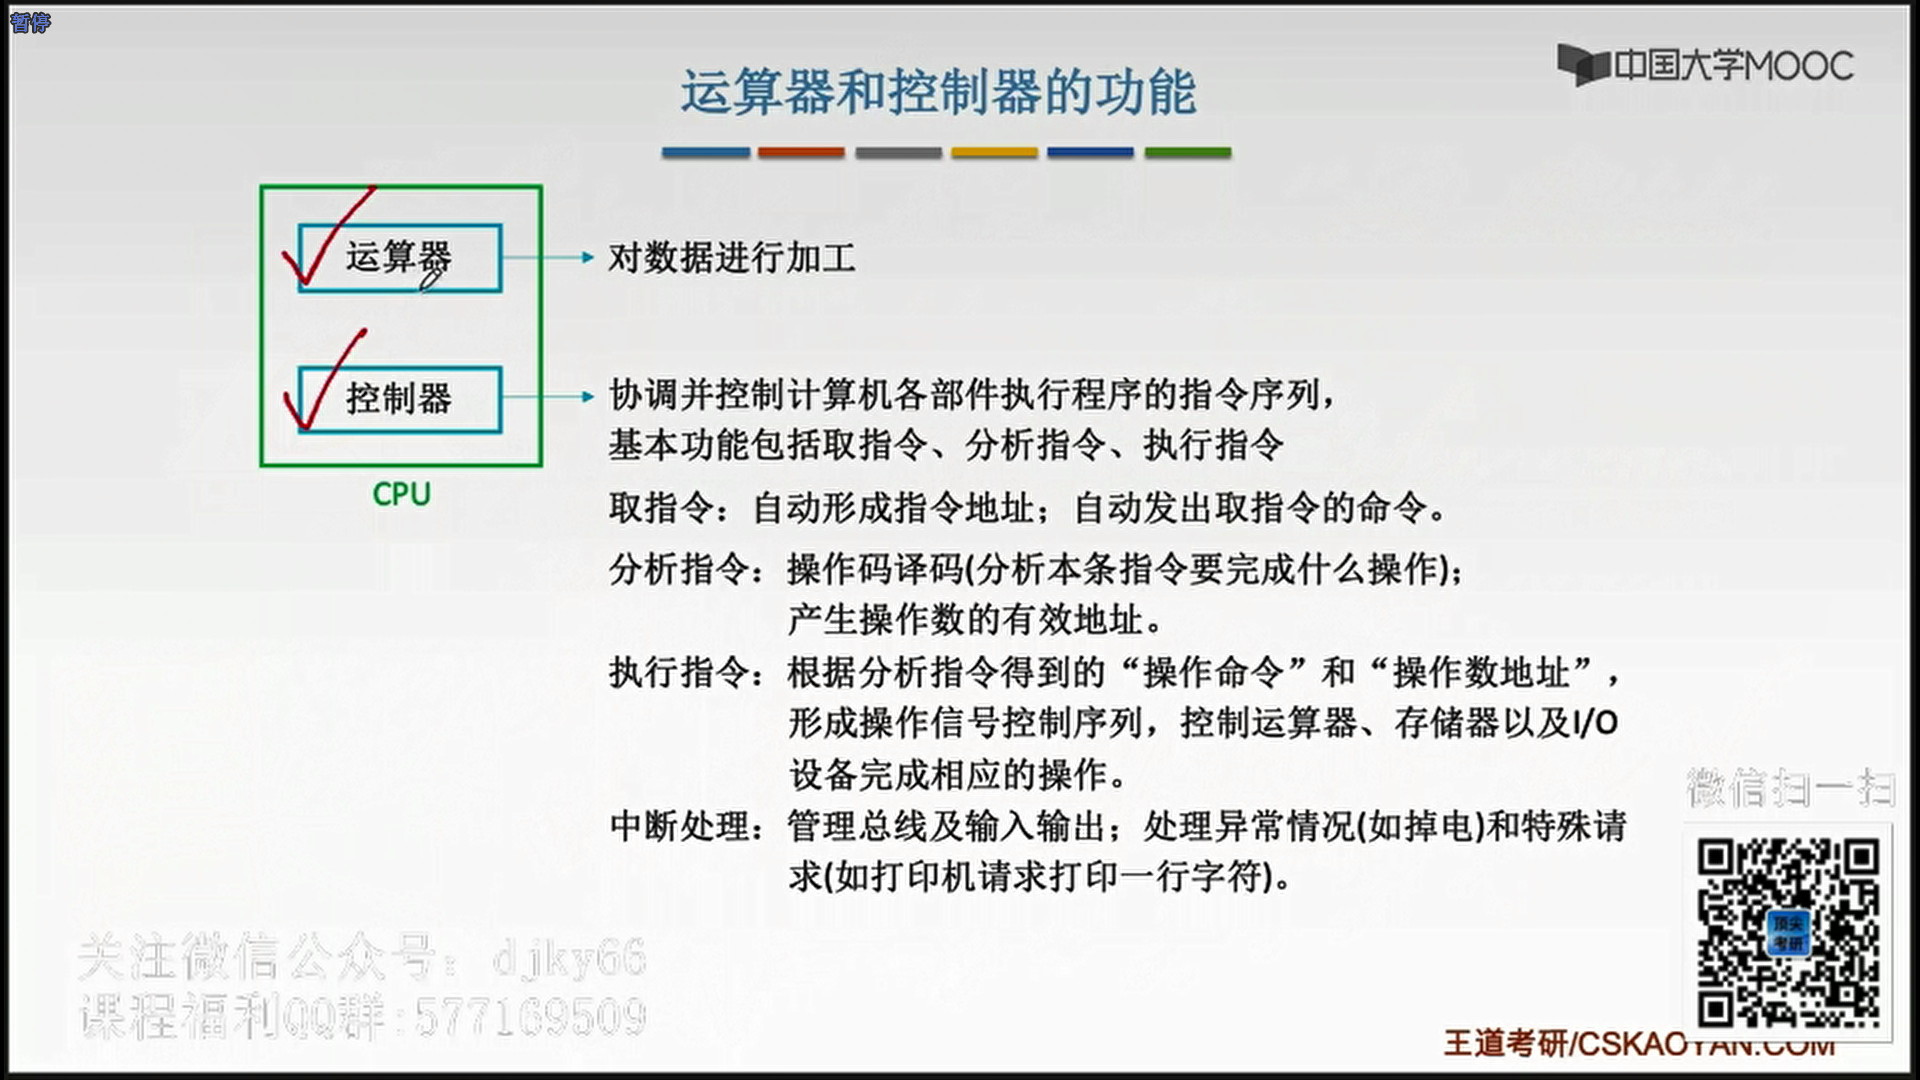 暂停
中国大学MOOC
运算器和控制器的功能
运算器
对数据进行加工
控制器
协调并控制计算机各部件执行程序的指令序列，
基本功能包括取指令、分析指令、执行指令
CPU
取指令：自动形成指令地址；自动发出取指令的命令。
分析指令：操作码译码(分析本条指令要完成什么操作)；
产生操作数的有效地址。
执行指令：根据分析指令得到的“操作命令”和“操作数地址”，
形成操作信号控制序列，控制运算器、存储器以及I/O
设备完成相应的操作。
中断处理：管理总线及输入输出；处理异常情况(如掉电)和特殊请
求(如打印机请求打印一行字符)。
微信扫一扫
顶尖
考研
关注微信公众号：djky66
课程福利QQ群:577169509
王道考研/CSKAOYAN.COM